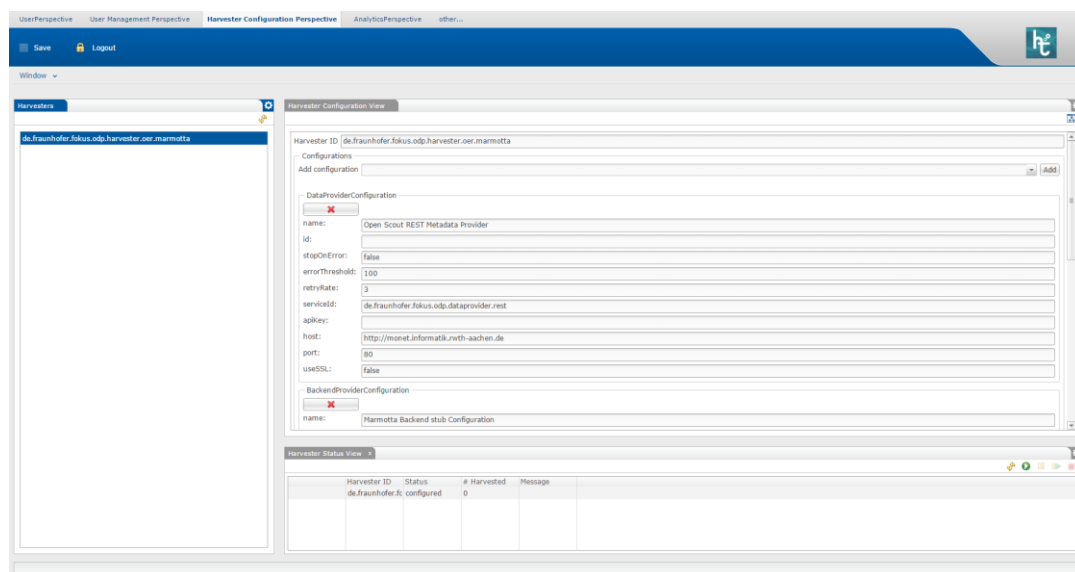 UserPerspective User Management Perspective Harvester Configuration Perspective AnalyticsPerspective other...
Save Logout
Window
Harvesters
de.fraunhofer.fokus.odp.harvester.oer.marmotta
Harvester Configuration View
Harvester ID de.fraunhofer.fokus.odp.harvester.oer.marmotta
Configurations
Add configuration Add
DataProviderConfiguration
name: Open Scout REST Metadata Provider
id:
stopOnError: false
errorThreshold: 100
retryRate: 3
serviceId: de.fraunhofer.fokus.odp.dataprovider.rest
apiKey:
host: http://monet.informatik.rwth-aachen.de
port: 80
useSSL: false
BackendProviderConfiguration
name: Marmotta Backend stub Configuration
Harvester Status View
Harvester ID Status # Harvested Message
de.fraunhofer.fc configured 0